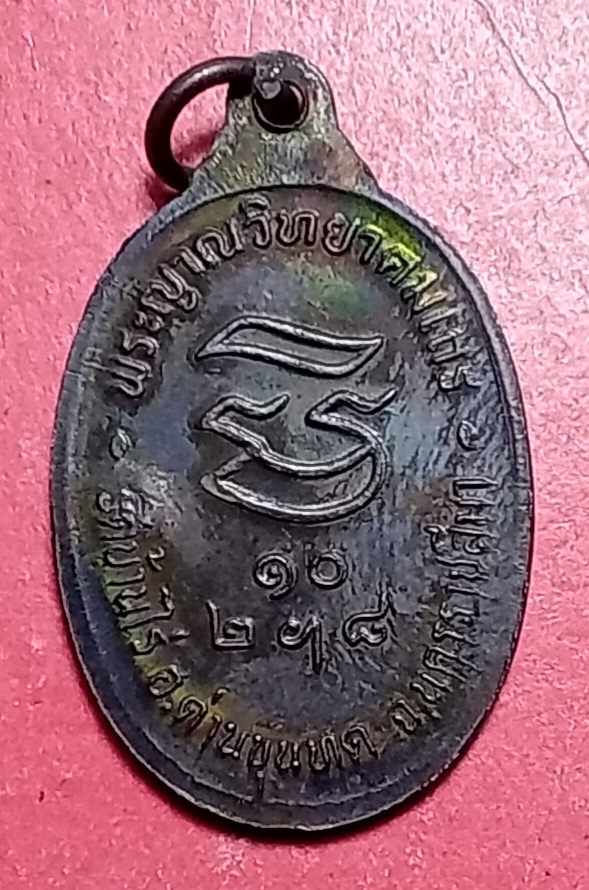 พระญาณวิทยาคมเถร
ธิ
๑๐
๒ ๗ ๘
วัดบ้านไร่ อ.ด่านขุนทด จ.นครราชสีมา